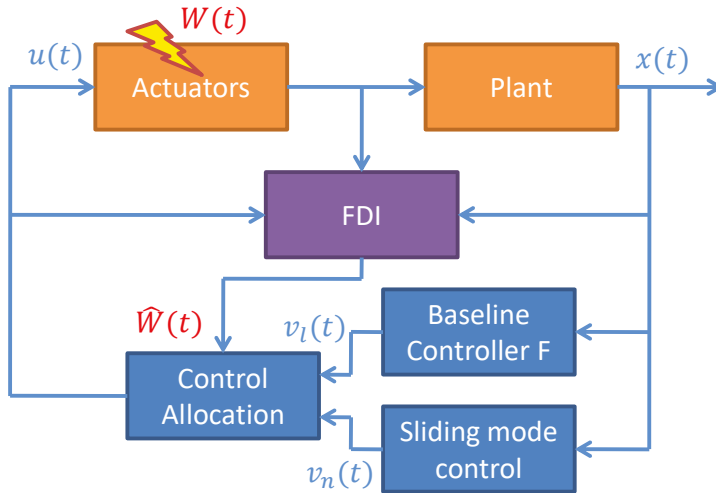 W(t)
u(t)
x(t)
Actuators
Plant
FDI
Ŵ(t)
v_l(t)
Baseline
Controller F
Control
Allocation
Sliding mode
control
v_n(t)